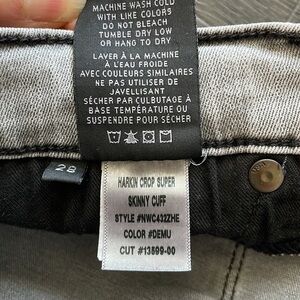 MACHINE WASH COLD
WITH LIKE COLORS
DO NOT BLEACH
TUMBLE DRY LOW
OR HANG TO DRY
LAVER À LA MACHINE
À L'EAU FROIDE
AVEC COULEURS SIMILAIRES
NE PAS UTILISER DE
JAVELLISANT
SÉCHER PAR CULBUTAGE À
BASE TEMPÉRATURE OU
SUSPENDRE POUR SÉCHER
28
HARKIN CROP SUPER
SKINNY CUFF
STYLE #NWC432ZHE
COLOR #DEMU
CUT #13699-00